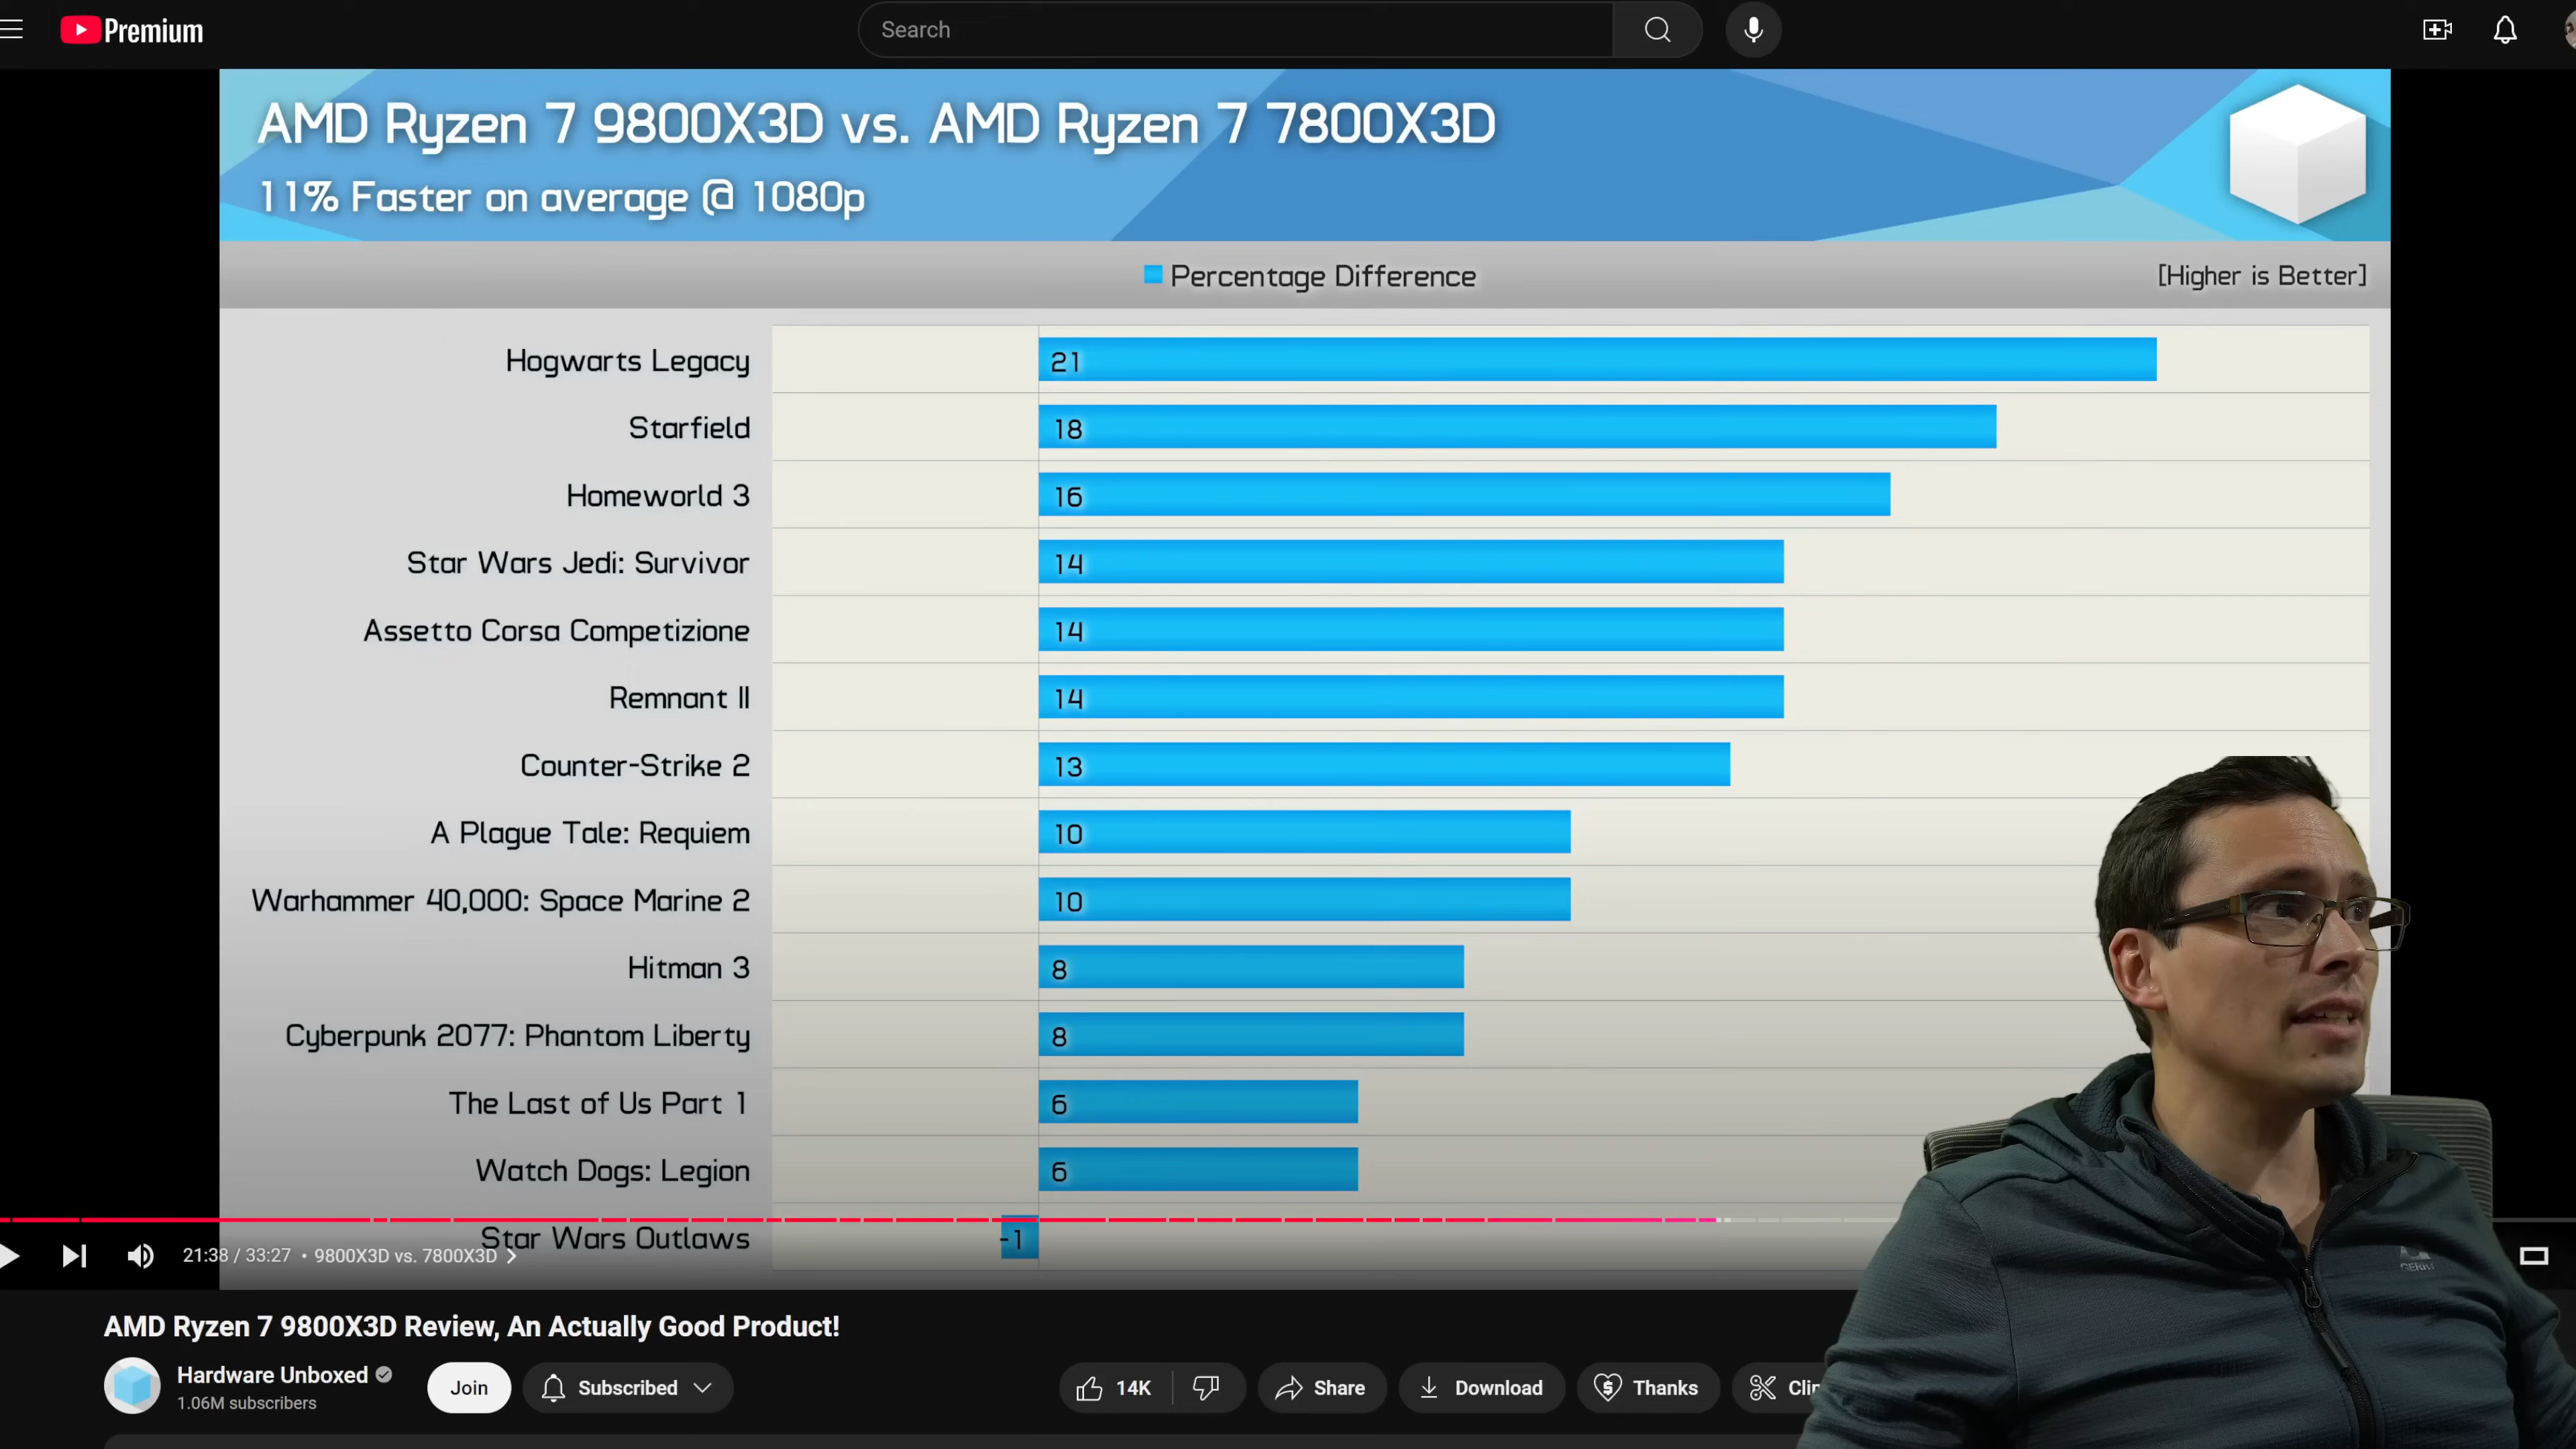 Premium
Search
AMD Ryzen 7 9800X3D vs. AMD Ryzen 7 7800X3D
11% Faster on average @ 1080p
Percentage Difference
[Higher is Better]
Hogwarts Legacy 21
Starfield 18
Homeworld 3 16
Star Wars Jedi: Survivor 14
Assetto Corsa Competizione 14
Remnant II 14
Counter-Strike 2 13
A Plague Tale: Requiem 10
Warhammer 40,000: Space Marine 2 10
Hitman 3 8
Cyberpunk 2077: Phantom Liberty 8
The Last of Us Part 1 6
Watch Dogs: Legion 6
Star Wars Outlaws -1
21:38 / 33:27 • 9800X3D vs. 7800X3D
AMD Ryzen 7 9800X3D Review, An Actually Good Product!
Hardware Unboxed
1.06M subscribers
Join
Subscribed
14K
Share
Download
Thanks